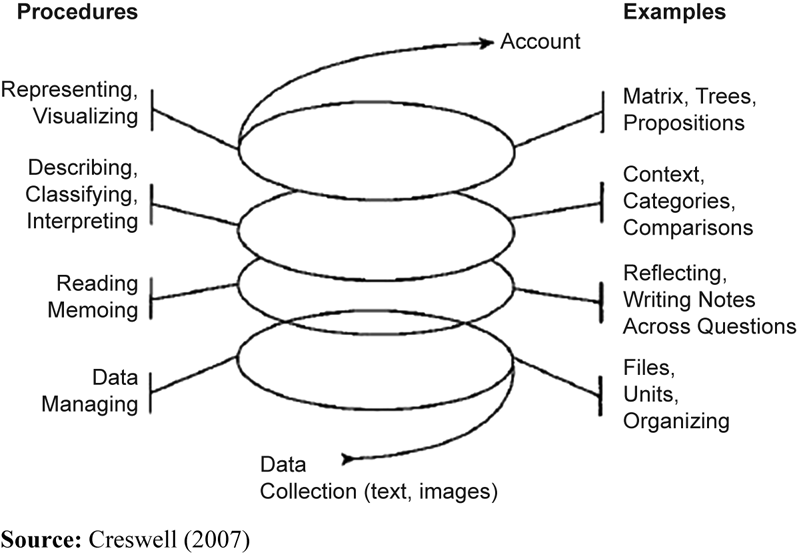 Procedures
Examples
Account
Representing,
Visualizing
Matrix, Trees,
Propositions
Describing,
Classifying,
Interpreting
Context,
Categories,
Comparisons
Reading
Memoing
Reflecting,
Writing Notes
Across Questions
Data
Managing
Files,
Units,
Organizing
Data
Collection (text, images)
Source: Creswell (2007)